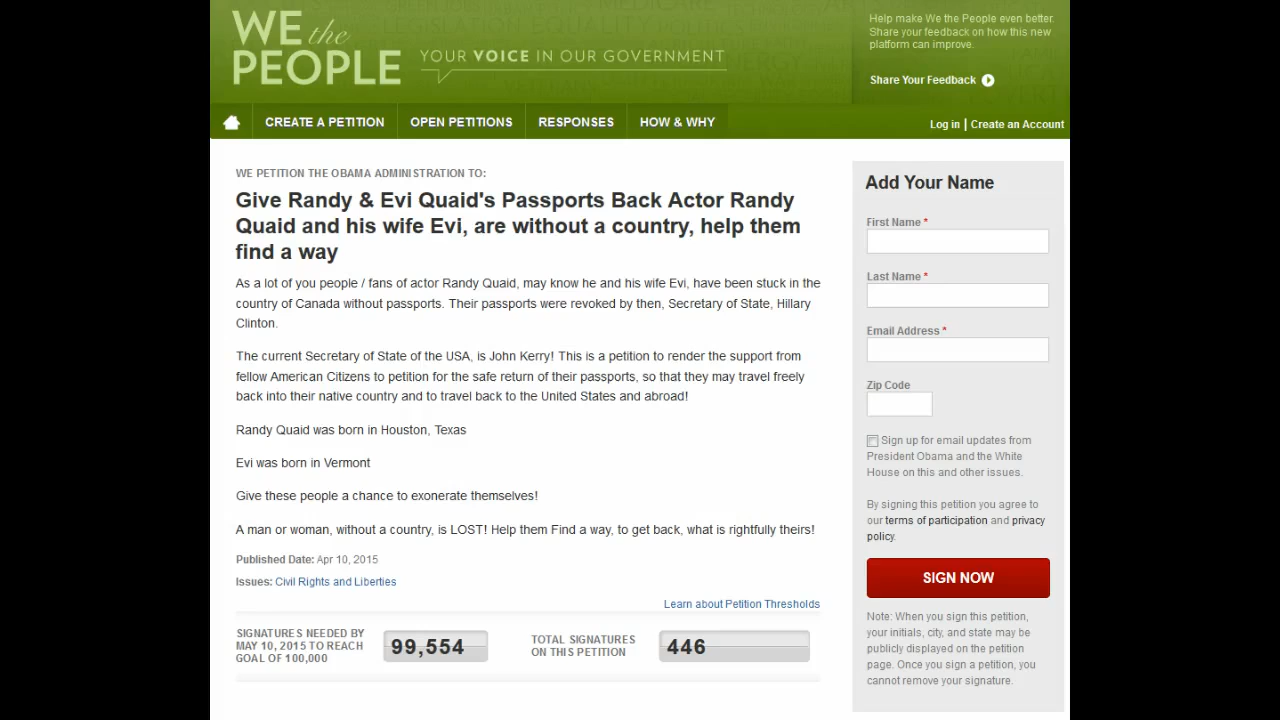 WE the
PEOPLE
YOUR VOICE IN OUR GOVERNMENT
Help make We the People even better.
Share your feedback on how this new
platform can improve.
Share Your Feedback
CREATE A PETITION
OPEN PETITIONS
RESPONSES
HOW & WHY
Log in | Create an Account
WE PETITION THE OBAMA ADMINISTRATION TO:
Give Randy & Evi Quaid's Passports Back Actor Randy
Quaid and his wife Evi, are without a country, help them
find a way
As a lot of you people / fans of actor Randy Quaid, may know he and his wife Evi, have been stuck in the
country of Canada without passports. Their passports were revoked by then, Secretary of State, Hillary
Clinton.
The current Secretary of State of the USA, is John Kerry! This is a petition to render the support from
fellow American Citizens to petition for the safe return of their passports, so that they may travel freely
back into their native country and to travel back to the United States and abroad!
Randy Quaid was born in Houston, Texas
Evi was born in Vermont
Give these people a chance to exonerate themselves!
A man or woman, without a country, is LOST! Help them Find a way, to get back, what is rightfully theirs!
Published Date: Apr 10, 2015
Issues: Civil Rights and Liberties
Learn about Petition Thresholds
SIGNATURES NEEDED BY
MAY 10, 2015 TO REACH
GOAL OF 100,000
99,554
TOTAL SIGNATURES
ON THIS PETITION
446
Add Your Name
First Name *
Last Name *
Email Address *
Zip Code
Sign up for email updates from
President Obama and the White
House on this and other issues.
By signing this petition you agree to
our terms of participation and privacy
policy.
SIGN NOW
Note: When you sign this petition,
your initials, city, and state may be
publicly displayed on the petition
page. Once you sign a petition, you
cannot remove your signature.